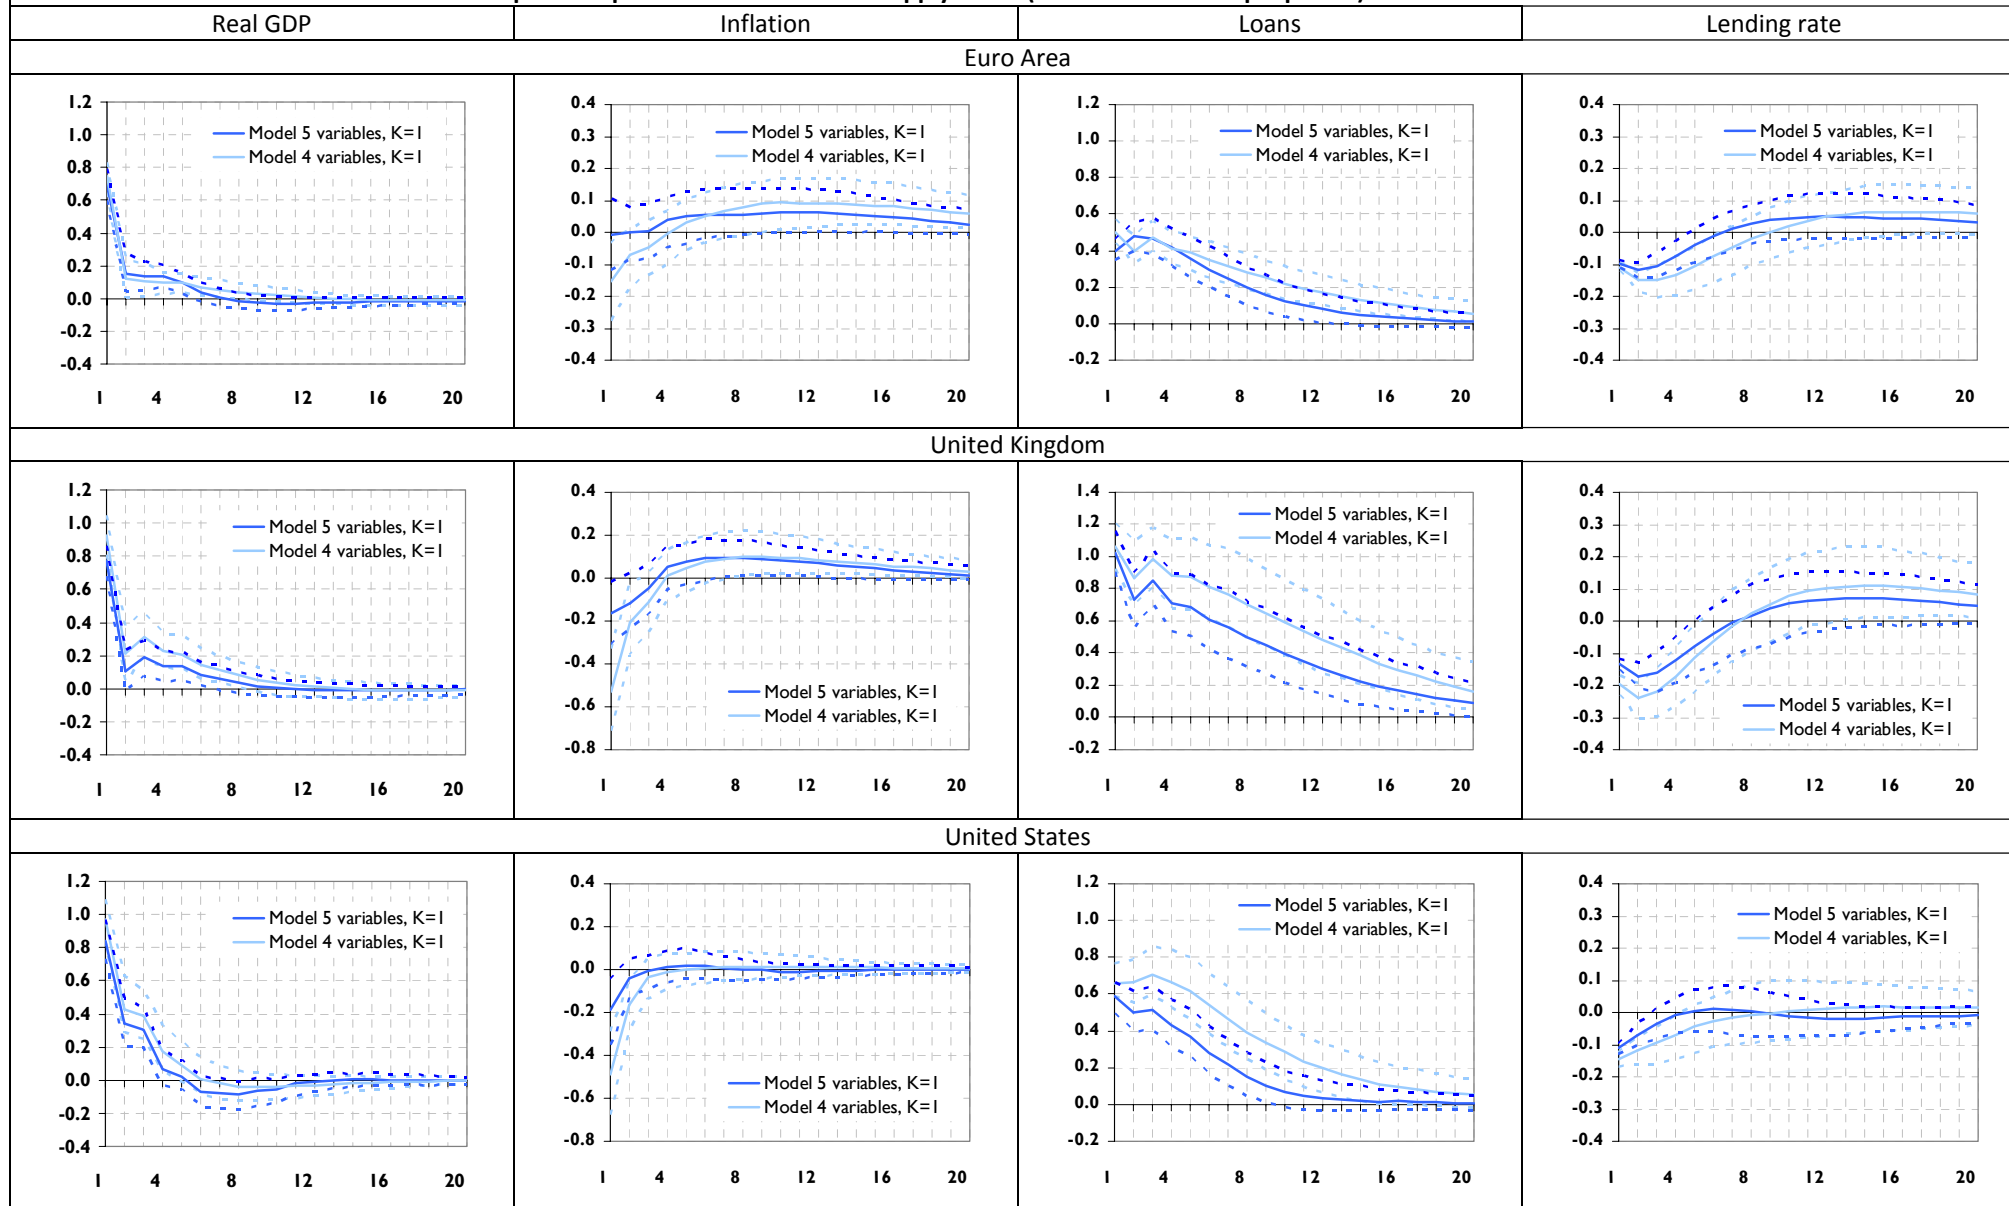 Real GDP
Inflation
Loans
Lending rate
Euro Area
1.2
1.0
0.8
0.6
0.4
0.2
0.0
-0.2
-0.4
Model 5 variables, K=1
Model 4 variables, K=1
1 4 8 12 16 20
0.4
0.3
0.2
0.1
0.0
-0.1
-0.2
-0.3
-0.4
Model 5 variables, K=1
Model 4 variables, K=1
1 4 8 12 16 20
1.2
1.0
0.8
0.6
0.4
0.2
0.0
-0.2
Model 5 variables, K=1
Model 4 variables, K=1
1 4 8 12 16 20
0.4
0.3
0.2
0.1
0.0
-0.1
-0.2
-0.3
-0.4
Model 5 variables, K=1
Model 4 variables, K=1
1 4 8 12 16 20
United Kingdom
1.2
1.0
0.8
0.6
0.4
0.2
0.0
-0.2
-0.4
Model 5 variables, K=1
Model 4 variables, K=1
1 4 8 12 16 20
0.4
0.2
0.0
-0.2
-0.4
-0.6
-0.8
Model 5 variables, K=1
Model 4 variables, K=1
1 4 8 12 16 20
1.4
1.2
1.0
0.8
0.6
0.4
0.2
0.0
-0.2
Model 5 variables, K=1
Model 4 variables, K=1
1 4 8 12 16 20
0.4
0.3
0.2
0.1
0.0
-0.1
-0.2
-0.3
-0.4
Model 5 variables, K=1
Model 4 variables, K=1
1 4 8 12 16 20
United States
1.2
1.0
0.8
0.6
0.4
0.2
0.0
-0.2
-0.4
Model 5 variables, K=1
Model 4 variables, K=1
1 4 8 12 16 20
0.4
0.2
0.0
-0.2
-0.4
-0.6
-0.8
Model 5 variables, K=1
Model 4 variables, K=1
1 4 8 12 16 20
1.2
1.0
0.8
0.6
0.4
0.2
0.0
-0.2
Model 5 variables, K=1
Model 4 variables, K=1
1 4 8 12 16 20
0.4
0.3
0.2
0.1
0.0
-0.1
-0.2
-0.3
-0.4
Model 5 variables, K=1
Model 4 variables, K=1
1 4 8 12 16 20